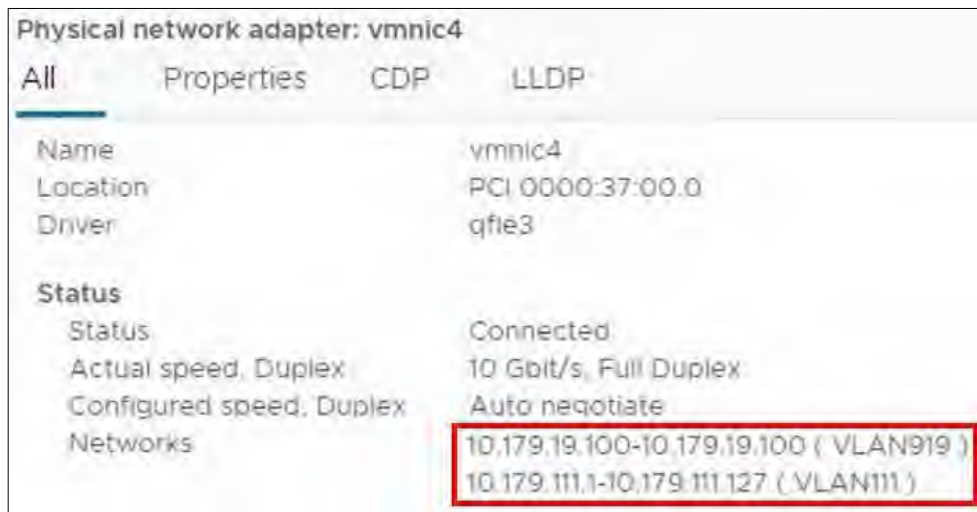 Physical network adapter: vmnic4
All Properties CDP LLDP
Name vmnic4
Location PCI 0000:37:00.0
Driver qfle3
Status
Status Connected
Actual speed, Duplex 10 Gbit/s, Full Duplex
Configured speed, Duplex Auto negotiate
Networks 10.179.19.100-10.179.19.100 ( VLAN919 )
10.179.111.1-10.179.111.127 ( VLAN111 )